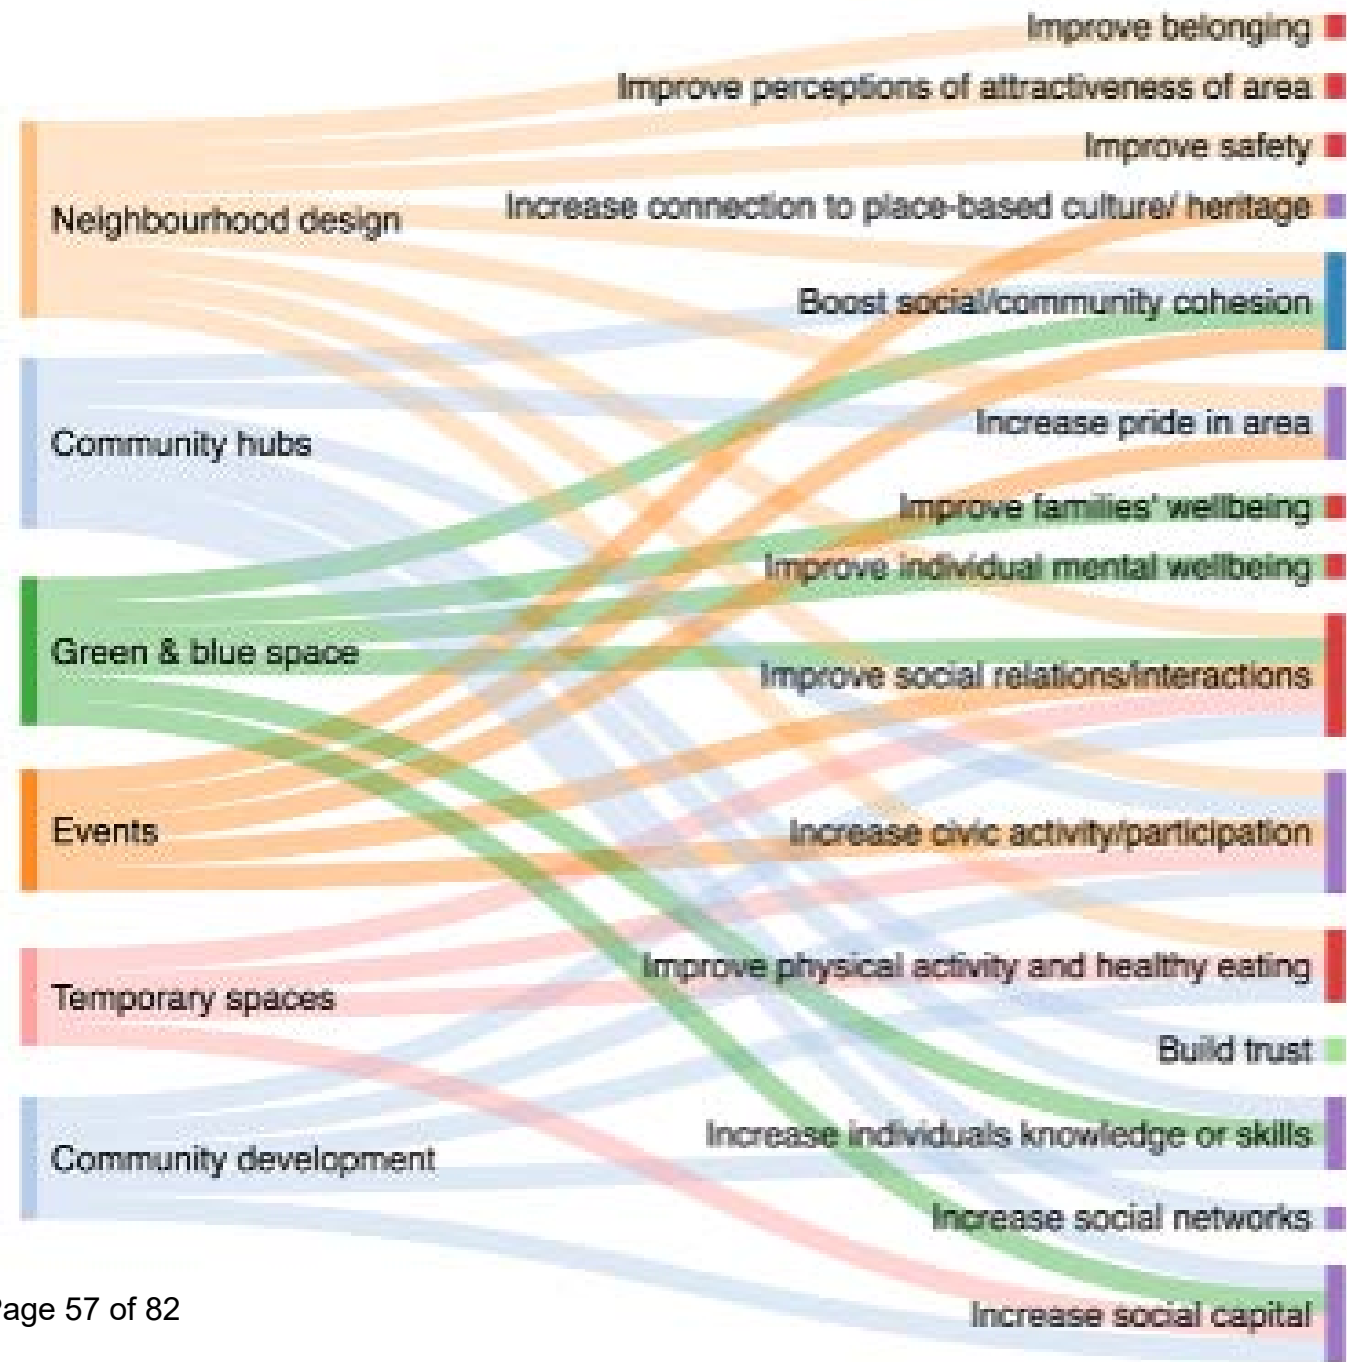 Improve belonging
Improve perceptions of attractiveness of area
Improve safety
Increase connection to place-based culture/ heritage
Neighbourhood design
Boost social/community cohesion
Increase pride in area
Community hubs
Improve families' wellbeing
Improve individual mental wellbeing
Green & blue space
Improve social relations/interactions
Events
Increase civic activity/participation
Improve physical activity and healthy eating
Temporary spaces
Build trust
Increase individuals knowledge or skills
Community development
Increase social networks
Page 57 of 82
Increase social capital